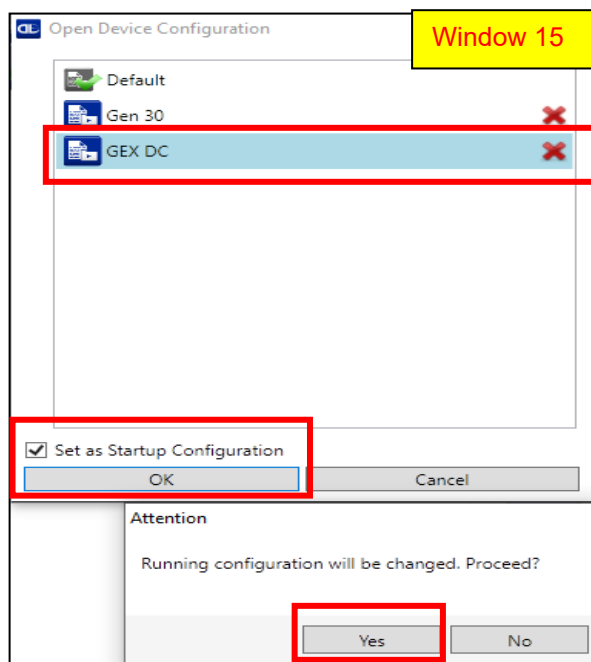 Open Device Configuration
Window 15
Default
Gen 30
GEX DC
Set as Startup Configuration
OK Cancel
Attention
Running configuration will be changed. Proceed?
Yes No